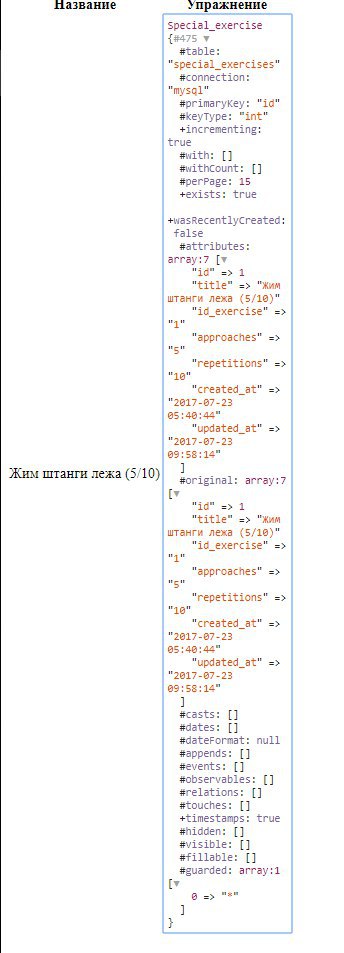 Название Упражнение
Special_exercise
{#475 ▼
#table:
"special_exercises"
#connection:
"mysql"
#primaryKey: "id"
#keyType: "int"
+incrementing:
true
#with: []
#withCount: []
#perPage: 15
+exists: true
+wasRecentlyCreated:
false
#attributes:
array:7 [▼
"id" => 1
"title" => "Жим
штанги лежа (5/10)"
"id_exercise" =>
"1"
"approaches" =>
"5"
"repetitions" =>
"10"
"created_at" =>
"2017-07-23
05:40:44"
"updated_at" =>
"2017-07-23
09:58:14"
]
Жим штанги лежа (5/10)
#original: array:7
[▼
"id" => 1
"title" => "Жим
штанги лежа (5/10)"
"id_exercise" =>
"1"
"approaches" =>
"5"
"repetitions" =>
"10"
"created_at" =>
"2017-07-23
05:40:44"
"updated_at" =>
"2017-07-23
09:58:14"
]
#casts: []
#dates: []
#dateFormat: null
#appends: []
#events: []
#observables: []
#relations: []
#touches: []
+timestamps: true
#hidden: []
#visible: []
#fillable: []
#guarded: array:1
[▼
0 => "*"
]
}